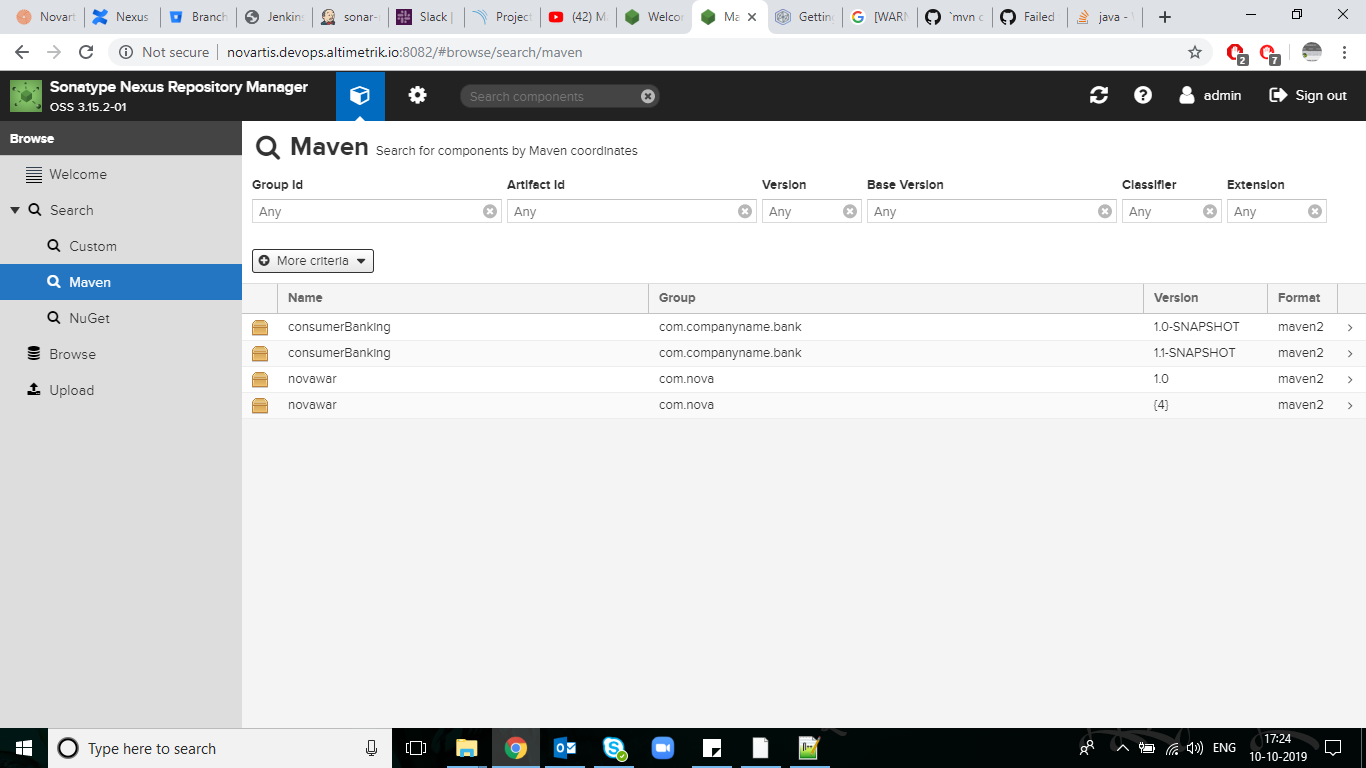 Novart
Nexus
Branch
Jenkins
sonar-
Slack |
Project
(42) M
Welcor
Ma
Getting
[WARN
`mvn c
Failed
java -
Not secure
novartis.devops.altimetrik.io:8082/#browse/search/maven
2
7
Sonatype Nexus Repository Manager
OSS 3.15.2-01
Search components
admin
Sign out
Browse
Welcome
Search
Custom
Maven
NuGet
Browse
Upload
Maven Search for components by Maven coordinates
Group Id Artifact Id Version Base Version Classifier Extension
Any Any Any Any Any Any
More criteria
Name Group Version Format
consumerBanking com.companyname.bank 1.0-SNAPSHOT maven2
consumerBanking com.companyname.bank 1.1-SNAPSHOT maven2
novawar com.nova 1.0 maven2
novawar com.nova {4} maven2
Type here to search
ENG
17:24
10-10-2019